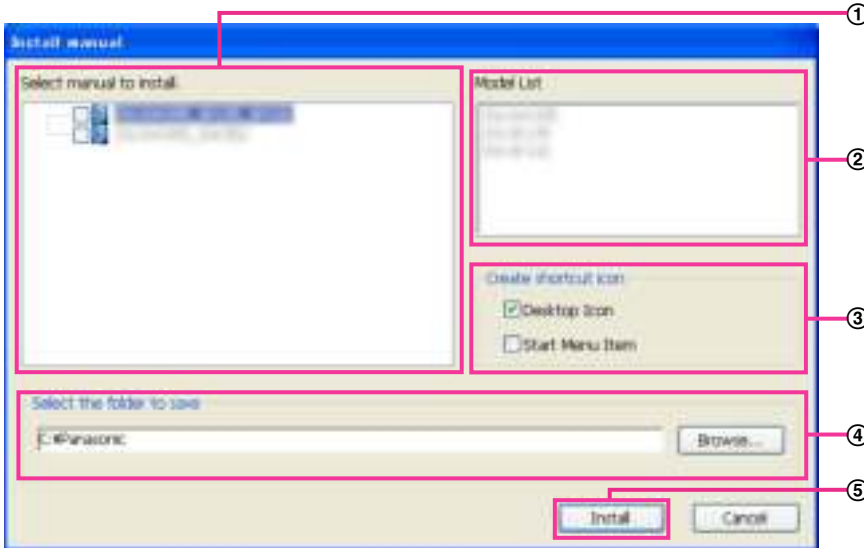 ①
Install manual
Select manual to install
Model List
②
Create shortcut icon
Desktop Icon
③
Start Menu Item
Select the folder to save
C:¥Panasonic
Browse...
④
⑤
Install
Cancel